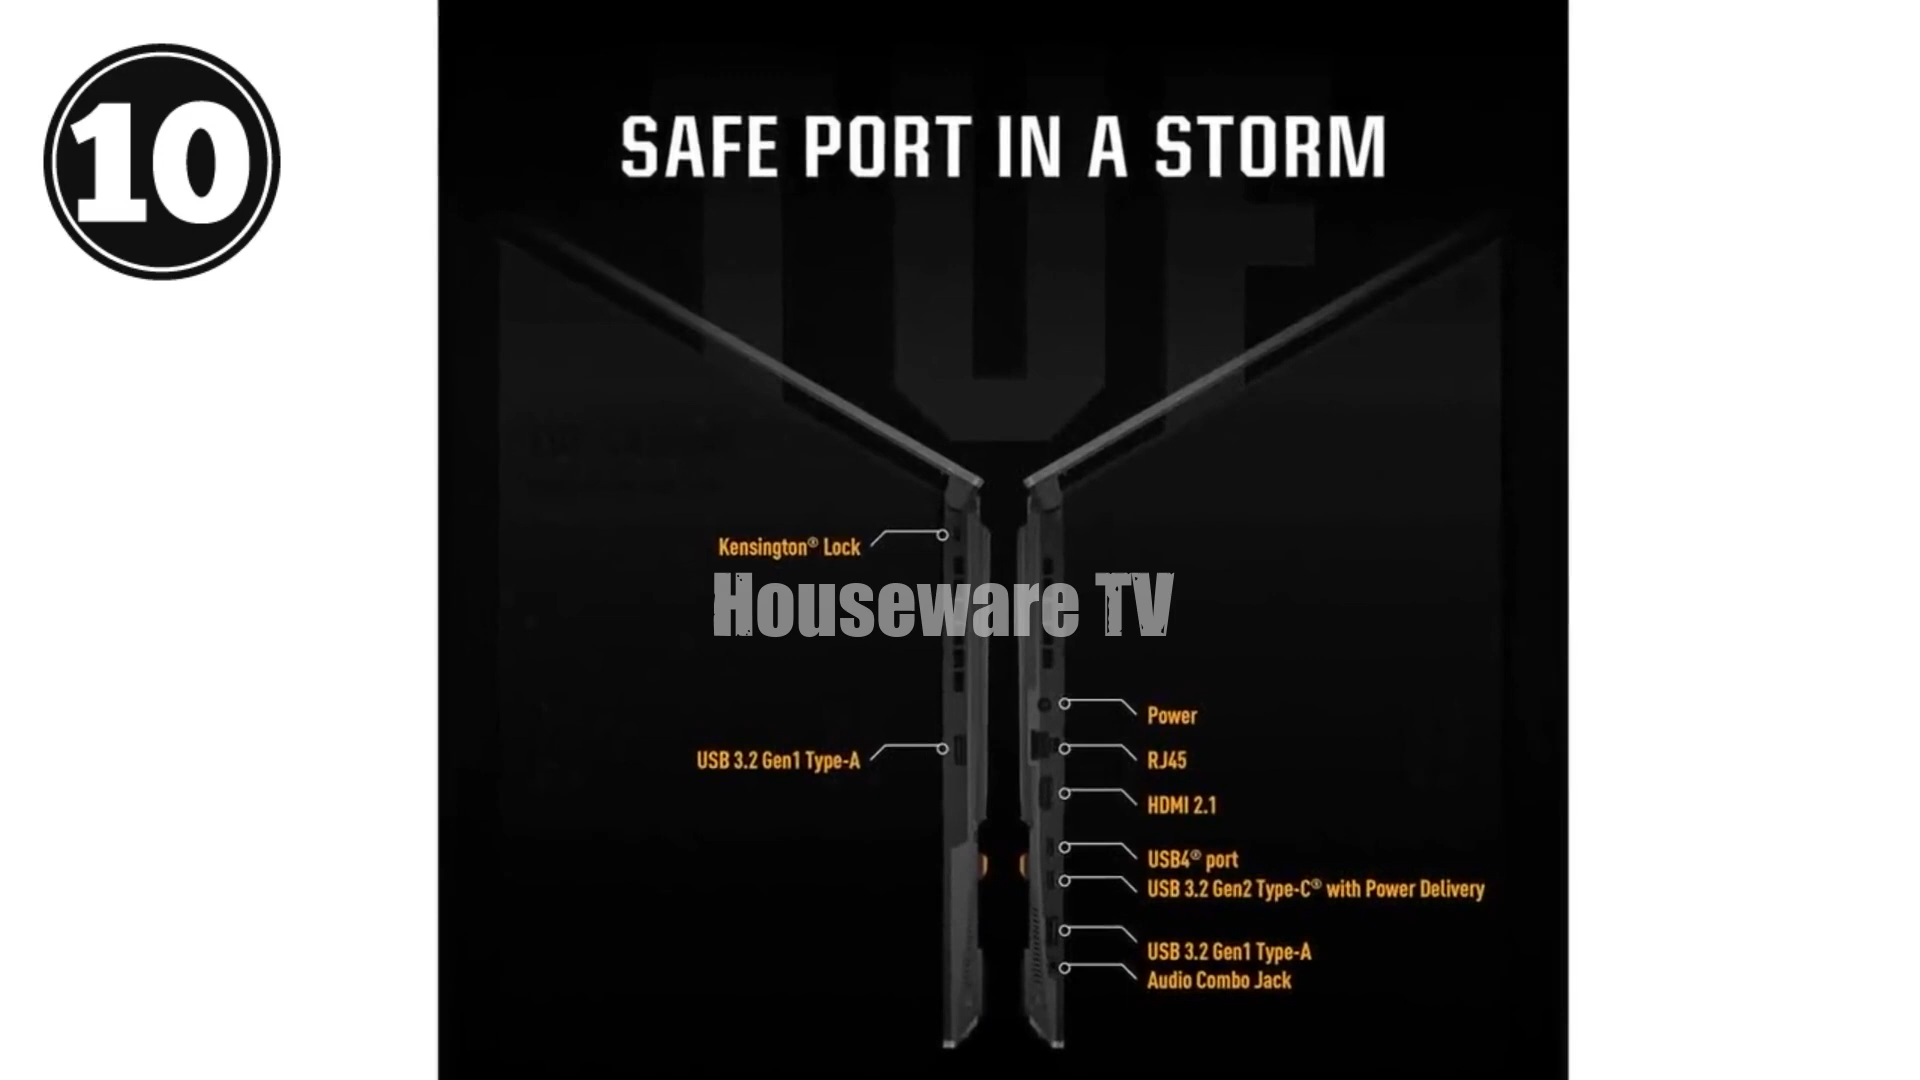 10
SAFE PORT IN A STORM
TUF
Kensington® Lock
Houseware TV
Power
USB 3.2 Gen1 Type-A
RJ45
HDMI 2.1
USB4® port
USB 3.2 Gen2 Type-C® with Power Delivery
USB 3.2 Gen1 Type-A
Audio Combo Jack